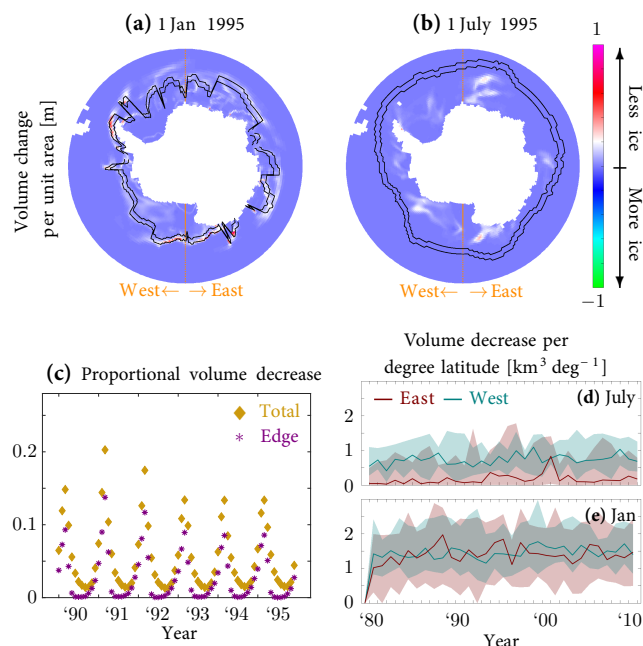 (a) 1 Jan 1995
(b) 1 July 1995
Volume change
per unit area [m]
West← →East
West← →East
1
Less ice
More ice
−1
(c) Proportional volume decrease
Total
Edge
0.2
0.1
0
‘90 ‘91 ‘92 ‘93 ‘94 ‘95
Year
Volume decrease per
degree latitude [km³ deg⁻¹]
East West (d) July
2
1
0
(e) Jan
2
1
0
‘80 ‘90 ‘00 ‘10
Year